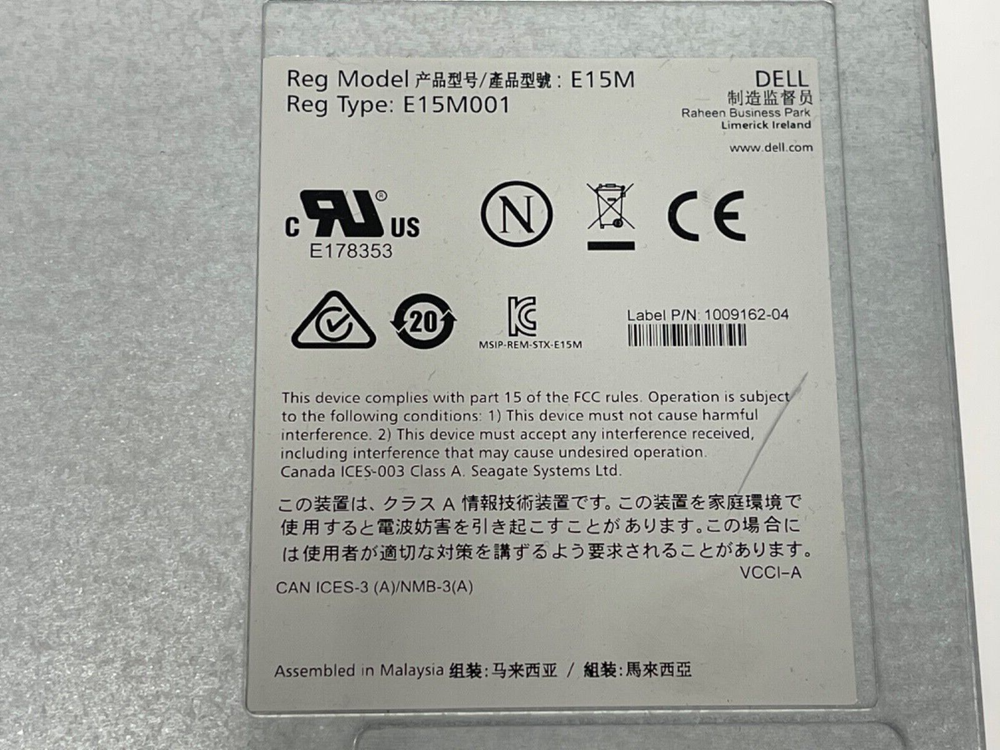 Reg Model 产品型号/產品型號: E15M
Reg Type: E15M001
DELL
制造监督员
Raheen Business Park
Limerick Ireland
www.dell.com
C RU ® US
E178353
N
CE
20
KC
MSIP-REM-STX-E15M
Label P/N: 1009162-04
This device complies with part 15 of the FCC rules. Operation is subject
to the following conditions: 1) This device must not cause harmful
interference. 2) This device must accept any interference received,
including interference that may cause undesired operation.
Canada ICES-003 Class A. Seagate Systems Ltd.
この装置は、クラス A 情報技術装置です。この装置を家庭環境で
使用すると電波妨害を引き起こすことがあります。この場合に
は使用者が適切な対策を講ずるよう要求されることがあります。
VCCI-A
CAN ICES-3 (A)/NMB-3(A)
Assembled in Malaysia 组装:马来西亚 / 組裝:馬來西亞